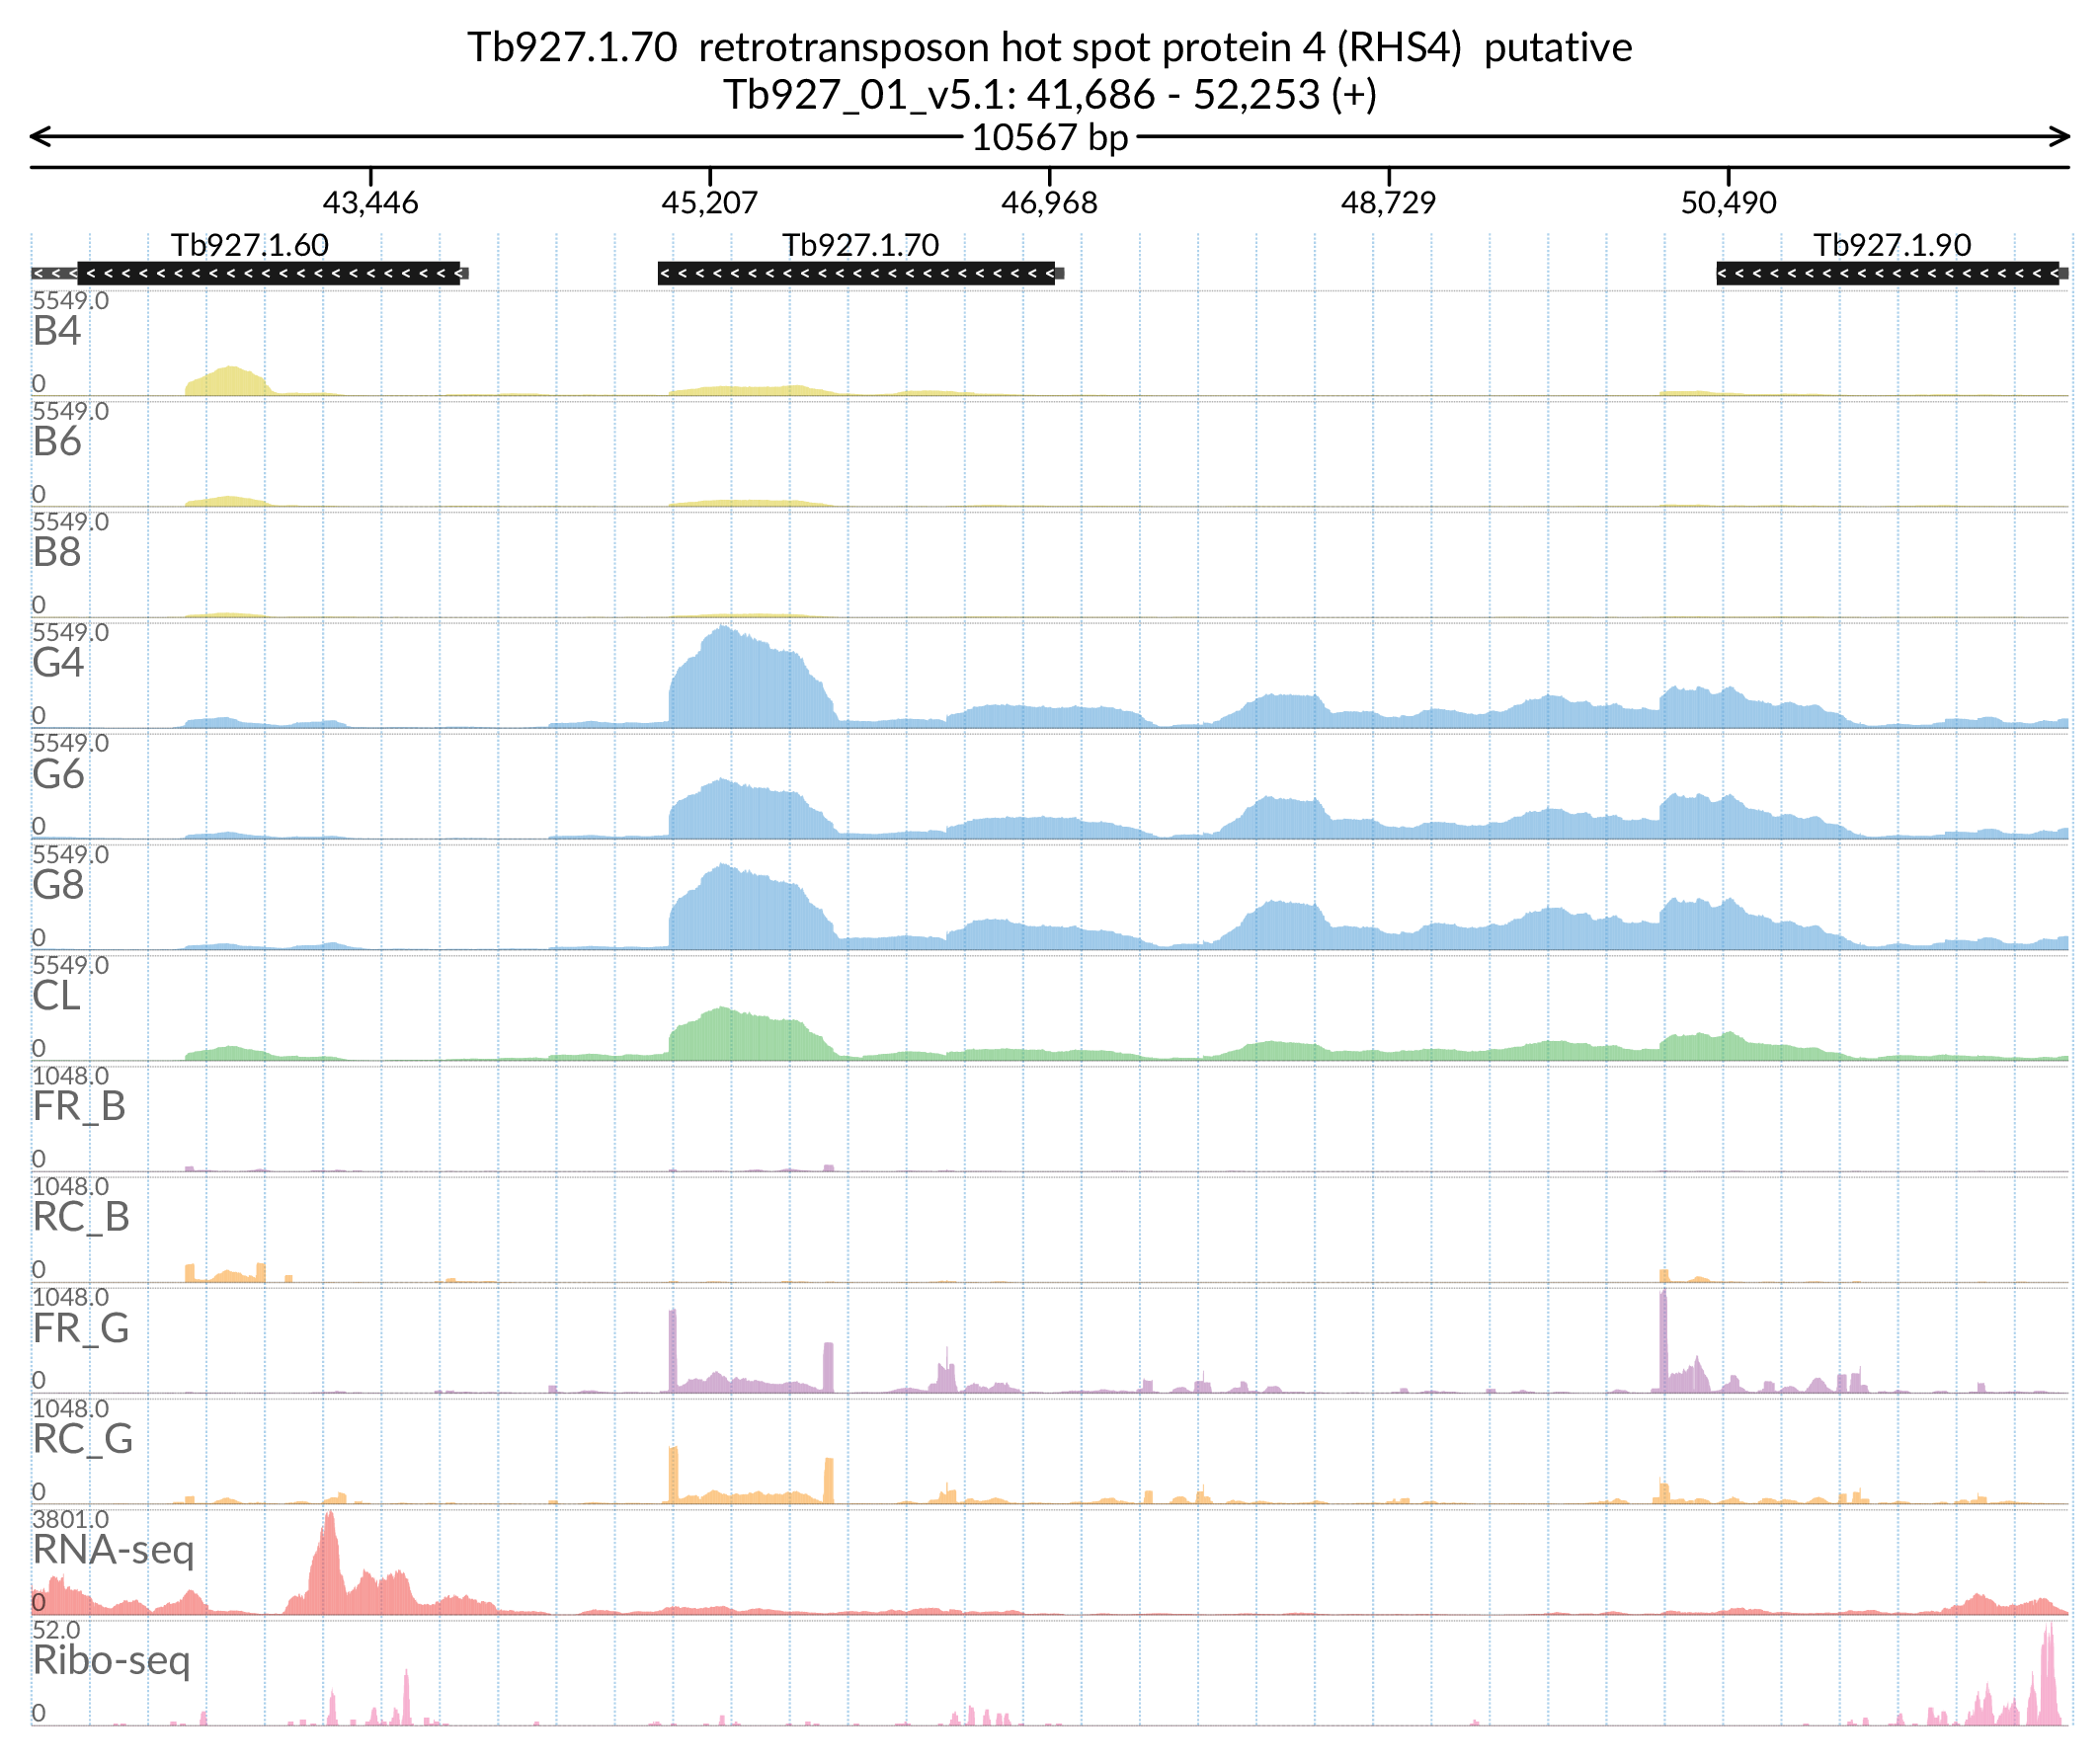 Tb927.1.70  retrotransposon hot spot protein 4 (RHS4)  putative
Tb927_01_v5.1: 41,686 - 52,253 (+)
10567 bp
43,446 45,207 46,968 48,729 50,490
Tb927.1.60 Tb927.1.70 Tb927.1.90
5549.0
B4
0
5549.0
B6
0
5549.0
B8
0
5549.0
G4
0
5549.0
G6
0
5549.0
G8
0
5549.0
CL
0
1048.0
FR_B
0
1048.0
RC_B
0
1048.0
FR_G
0
1048.0
RC_G
0
3801.0
RNA-seq
0
52.0
Ribo-seq
0